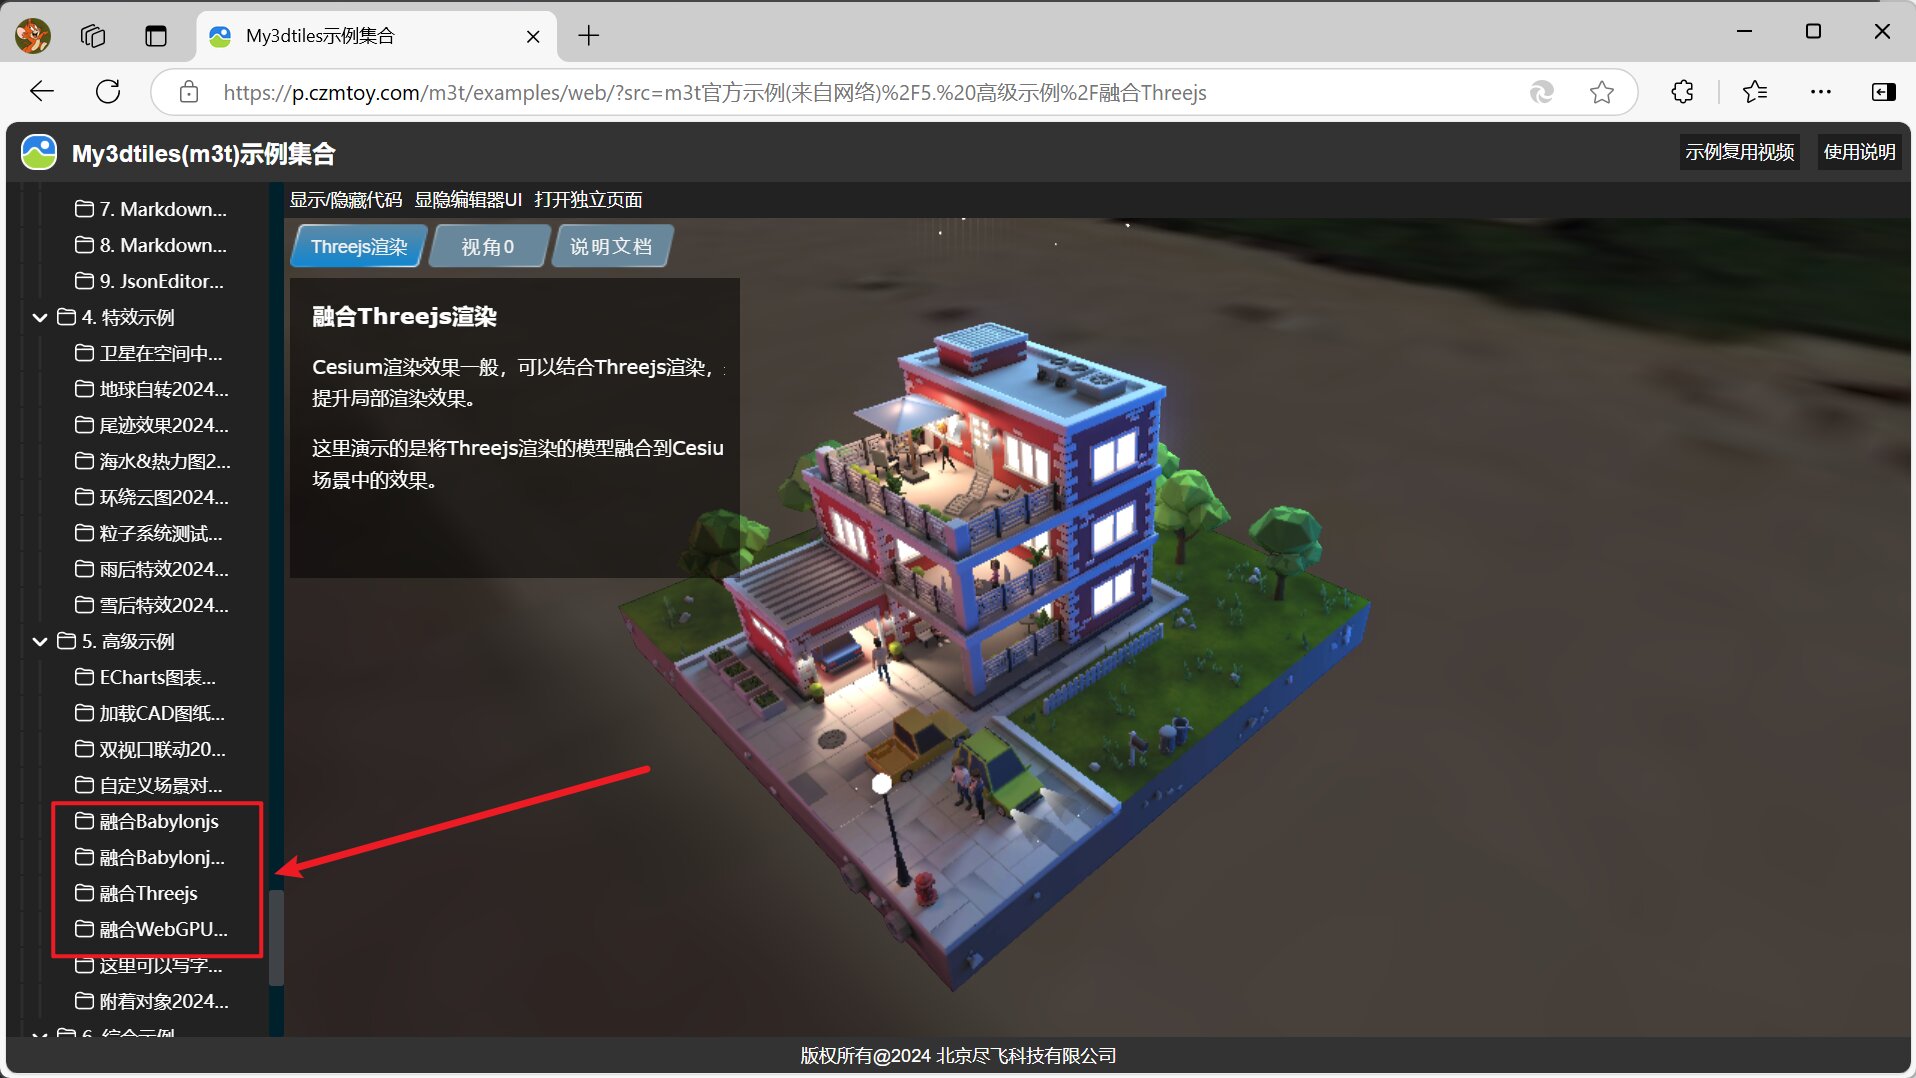 My3dtiles示例集合
https://p.czmtoy.com/m3t/examples/web/?src=m3t官方示例(来自网络)%2F5.%20高级示例%2F融合Threejs
My3dtiles(m3t)示例集合
示例复用视频 使用说明
显示/隐藏代码 显隐编辑器UI 打开独立页面
7. Markdown...
8. Markdown...
9. JsonEditor...
4. 特效示例
卫星在空间中...
地球自转2024...
尾迹效果2024...
海水&热力图2...
环绕云图2024...
粒子系统测试...
雨后特效2024...
雪后特效2024...
5. 高级示例
ECharts图表...
加载CAD图纸...
双视口联动20...
自定义场景对...
融合Babylonjs
融合Babylonj...
融合Threejs
融合WebGPU...
这里可以写字...
附着对象2024...
6. 综合示例
Threejs渲染 视角0 说明文档
融合Threejs渲染
Cesium渲染效果一般，可以结合Threejs渲染，
提升局部渲染效果。
这里演示的是将Threejs渲染的模型融合到Cesiu
场景中的效果。
版权所有@2024 北京尽飞科技有限公司